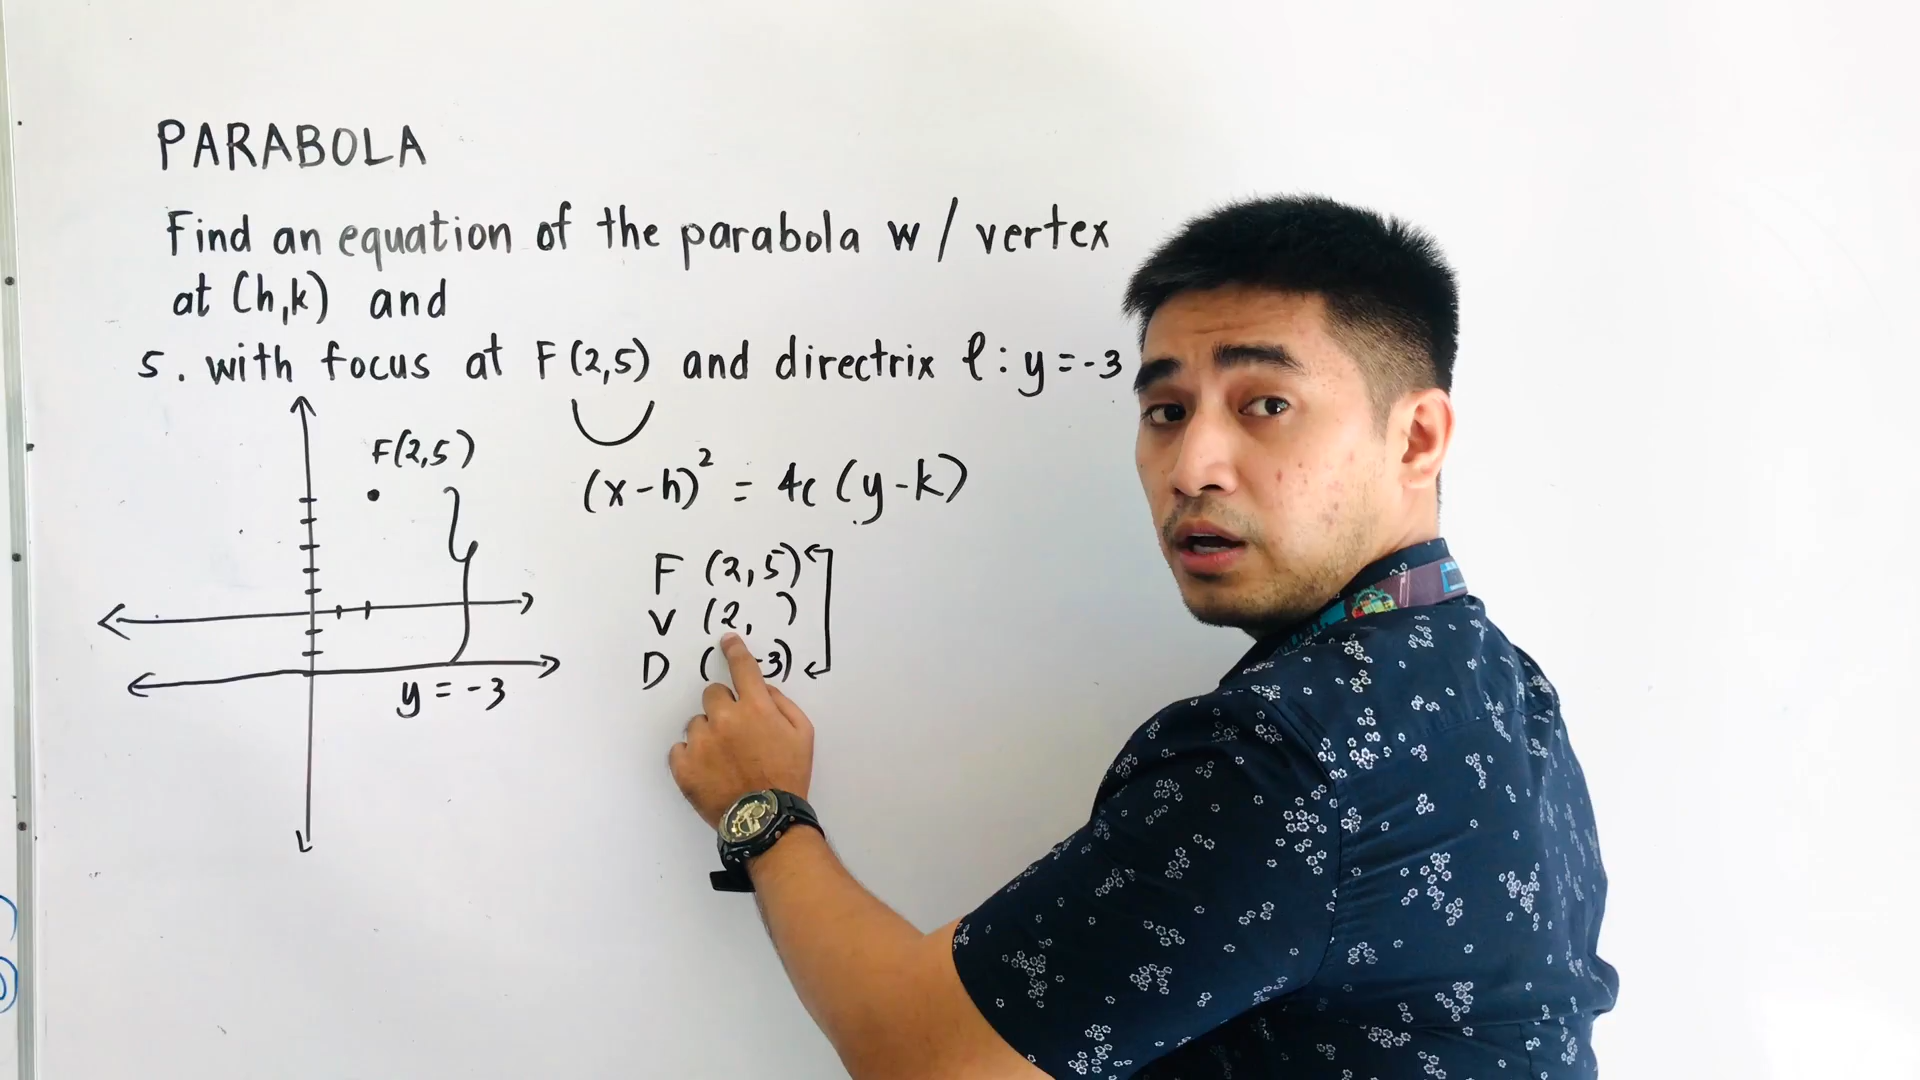 PARABOLA
Find an equation of the parabola w/ vertex
at (h,k) and
5. with focus at F(2,5) and directrix ℓ: y=-3
F(2,5)
(x-h)² = 4c(y-k)
F (2,5)
V (2, )
D ( -3)
y = -3